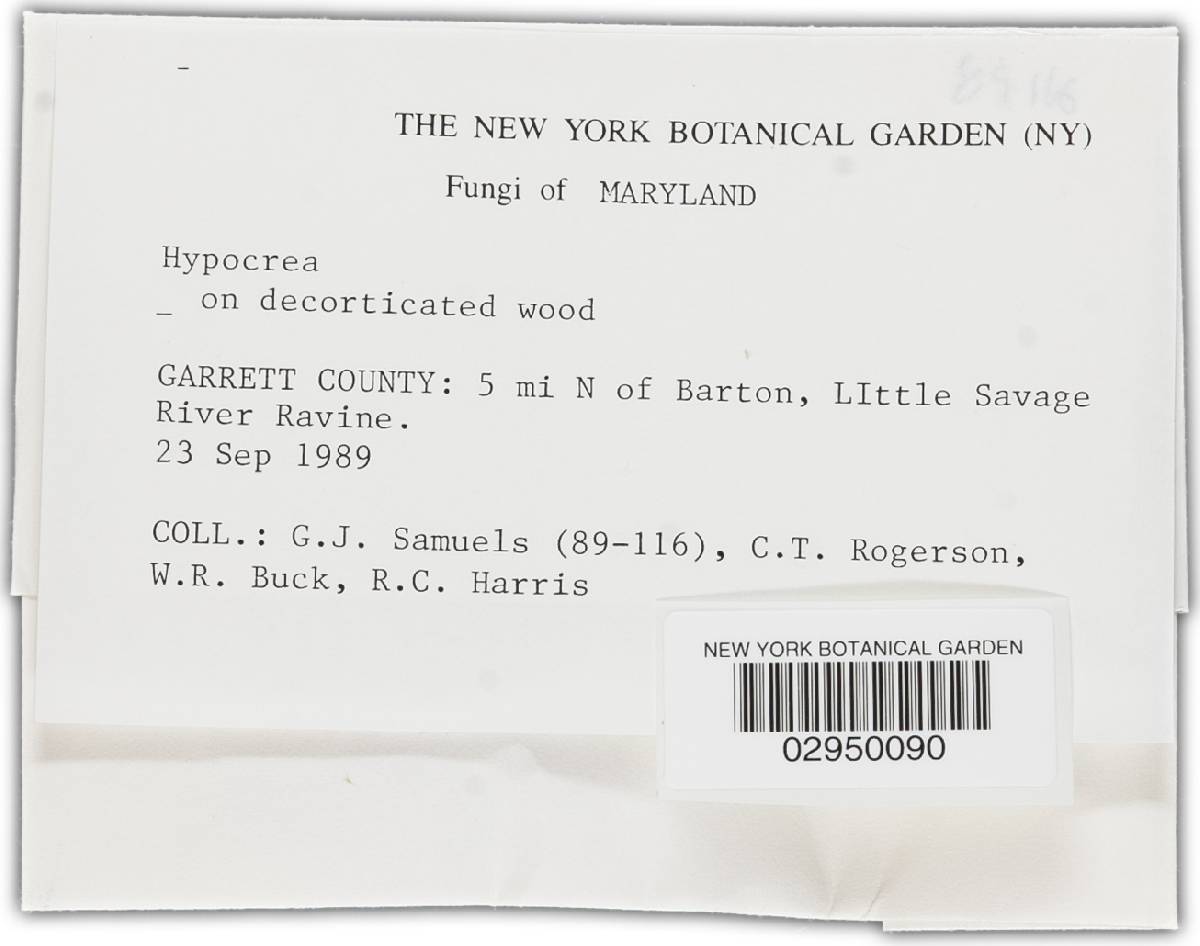 THE NEW YORK BOTANICAL GARDEN (NY)
Fungi of MARYLAND
Hypocrea
_ on decorticated wood
GARRETT COUNTY: 5 mi N of Barton, LIttle Savage
River Ravine.
23 Sep 1989
COLL.: G.J. Samuels (89-116), C.T. Rogerson,
W.R. Buck, R.C. Harris
NEW YORK BOTANICAL GARDEN
02950090